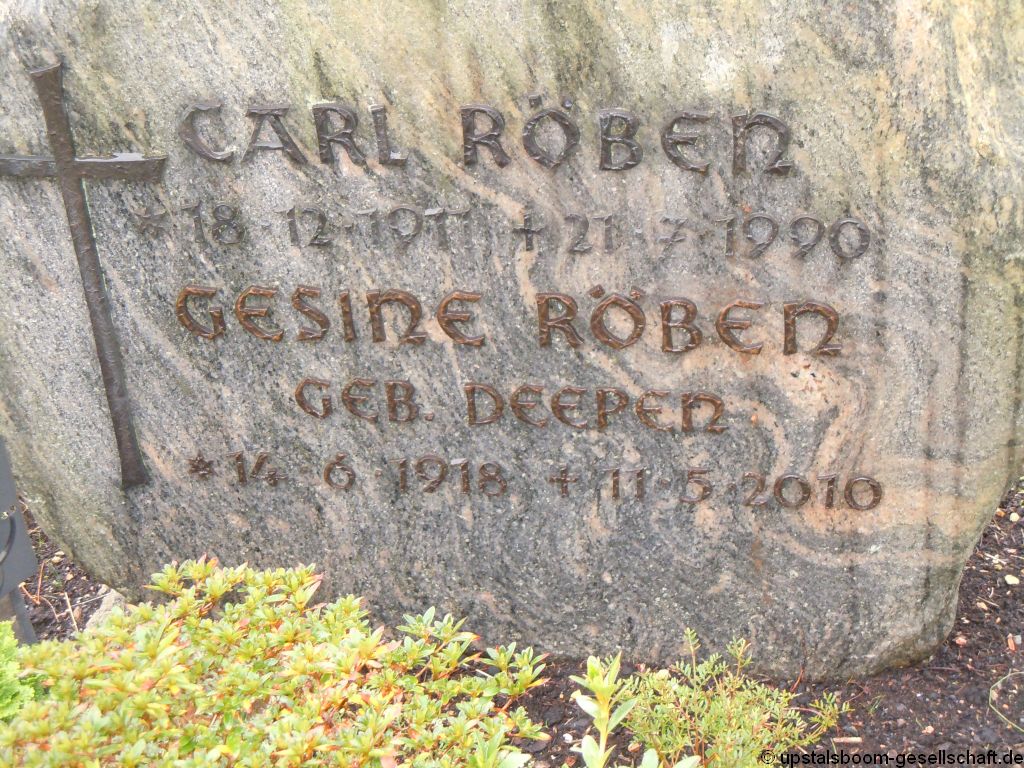 CARL RÖBEN
* 18 · 12 · 1911 + 21 · 7 · 1990
GESINE RÖBEN
GEB. DEEPEN
* 14 · 6 · 1918 + 11 · 5 · 2010
© upstalsboom-gesellschaft.de